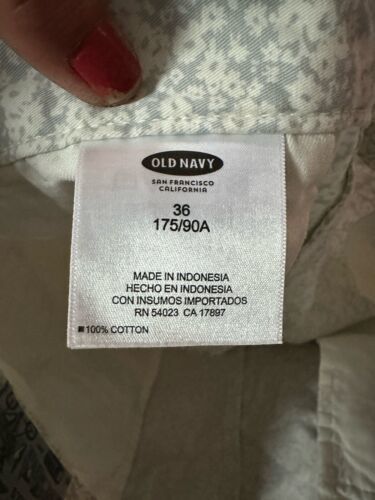 OLD NAVY
SAN FRANCISCO
CALIFORNIA
36
175/90A
MADE IN INDONESIA
HECHO EN INDONESIA
CON INSUMOS IMPORTADOS
RN 54023 CA 17897
■100% COTTON